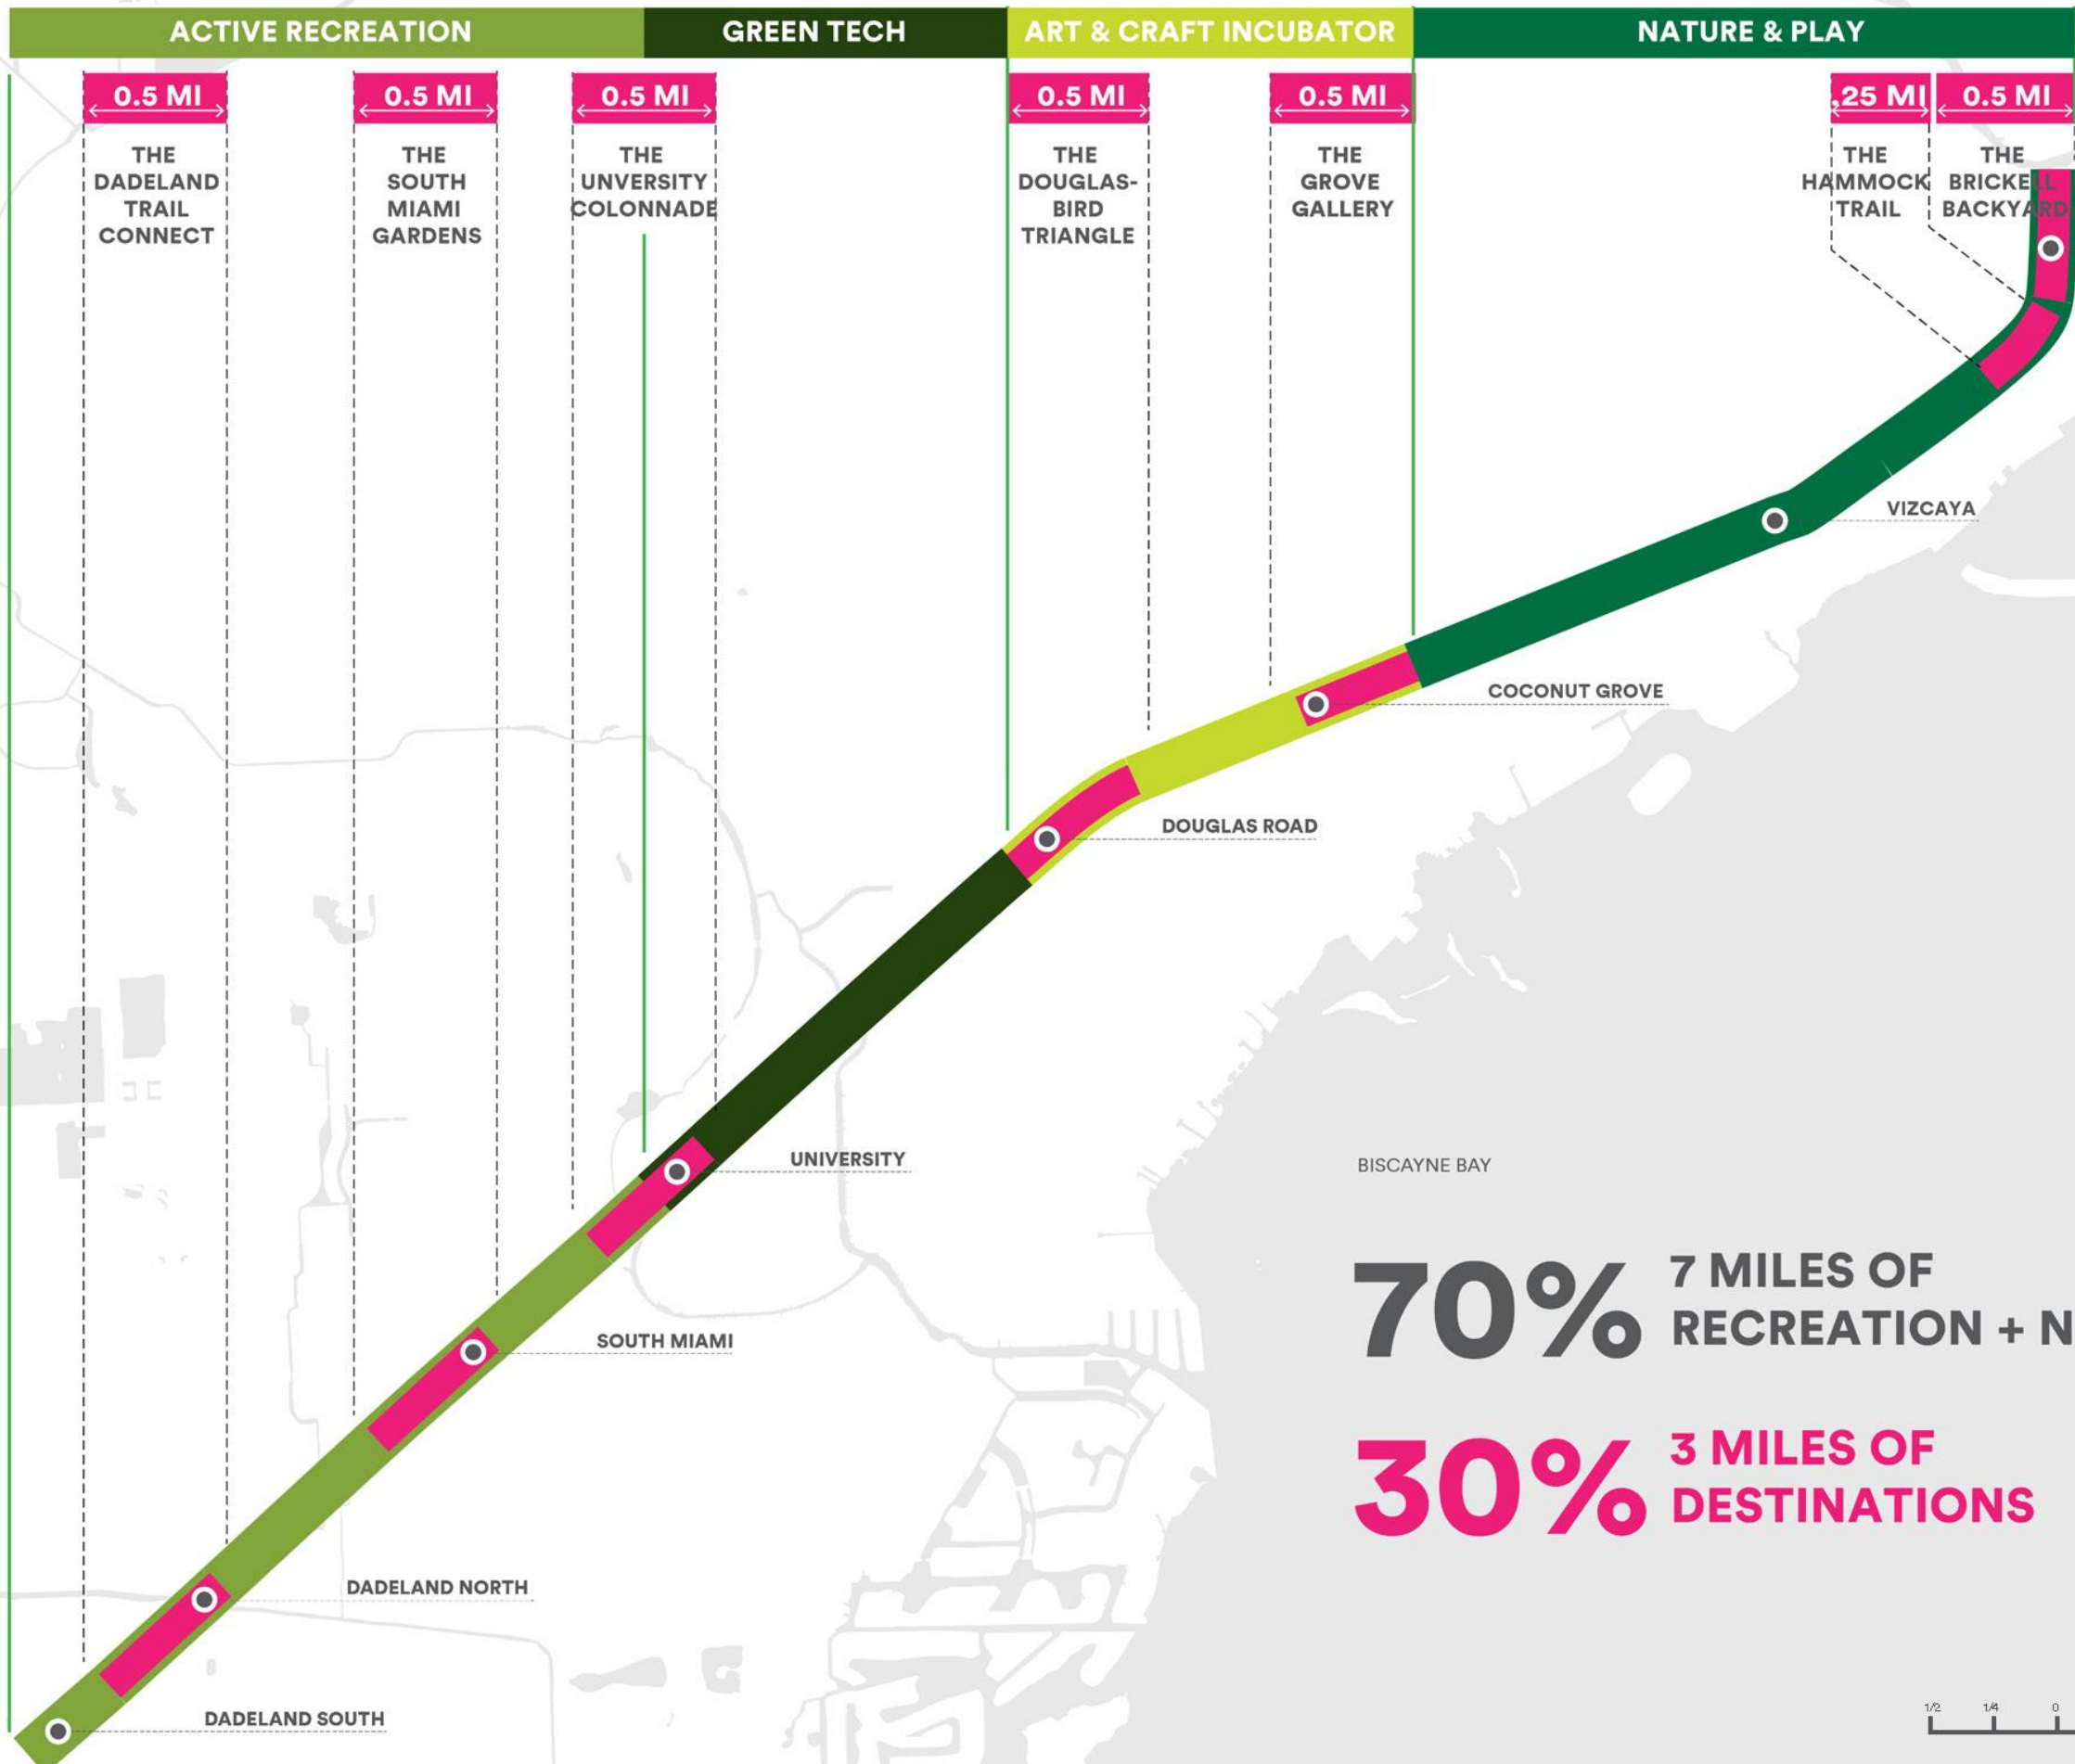 ACTIVE RECREATION
GREEN TECH
ART & CRAFT INCUBATOR
NATURE & PLAY
0.5 MI
0.5 MI
0.5 MI
0.5 MI
0.5 MI
.25 MI
0.5 MI
THE
DADELAND
TRAIL
CONNECT
THE
SOUTH
MIAMI
GARDENS
THE
UNVERSITY
COLONNADE
THE
DOUGLAS-
BIRD
TRIANGLE
THE
GROVE
GALLERY
THE
HAMMOCK
TRAIL
THE
BRICKELL
BACKYARD
VIZCAYA
COCONUT GROVE
DOUGLAS ROAD
UNIVERSITY
SOUTH MIAMI
DADELAND NORTH
DADELAND SOUTH
BISCAYNE BAY
70%
7 MILES OF
RECREATION + N
30%
3 MILES OF
DESTINATIONS
1/2 1/4 0